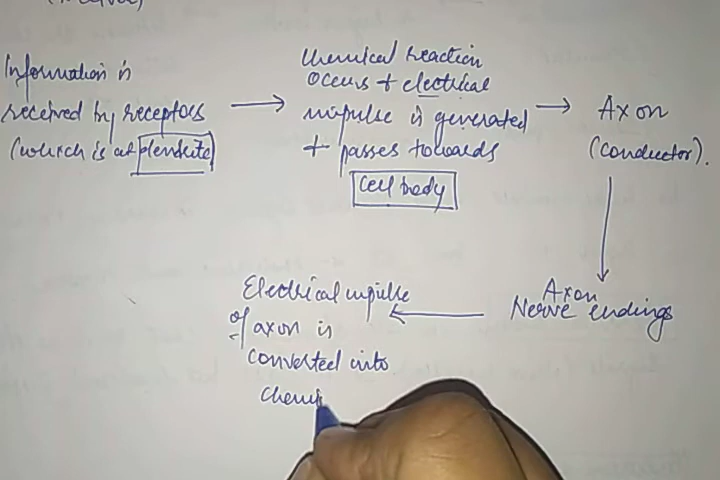 Information is
received by receptors
(which is at dendrite)
Chemical reaction
occurs + electrical
impulse is generated
+ passes towards
Cell body
Axon
(conductor).
Axon
Nerve endings
Electrical impulse
of axon is
converted into
chemi